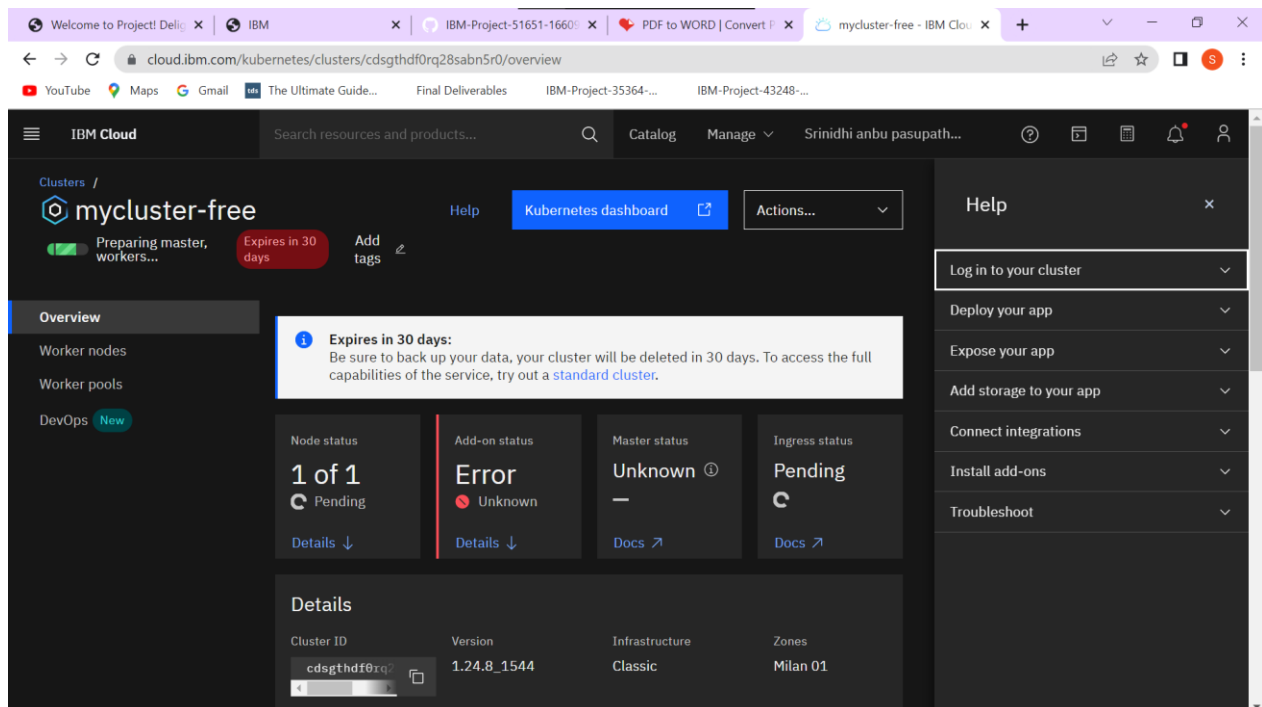 Welcome to Project! Delig
IBM
IBM-Project-51651-16609
PDF to WORD | Convert P
mycluster-free - IBM Clou
cloud.ibm.com/kubernetes/clusters/cdsgthdf0rq28sabn5r0/overview
S
YouTube
Maps
Gmail
tds
The Ultimate Guide...
Final Deliverables
IBM-Project-35364-...
IBM-Project-43248-...
IBM Cloud
Search resources and products...
Catalog
Manage
Srinidhi anbu pasupath...
Clusters /
mycluster-free
Help
Kubernetes dashboard
Actions...
Preparing master,
workers...
Expires in 30
days
Add
tags
Overview
Worker nodes
Worker pools
DevOps New
Expires in 30 days:
Be sure to back up your data, your cluster will be deleted in 30 days. To access the full
capabilities of the service, try out a standard cluster.
Node status
1 of 1
Pending
Details
Add-on status
Error
Unknown
Details
Master status
Unknown
–
Docs
Ingress status
Pending
Docs
Details
Cluster ID
cdsgthdf0rq2
Version
1.24.8_1544
Infrastructure
Classic
Zones
Milan 01
Help
Log in to your cluster
Deploy your app
Expose your app
Add storage to your app
Connect integrations
Install add-ons
Troubleshoot